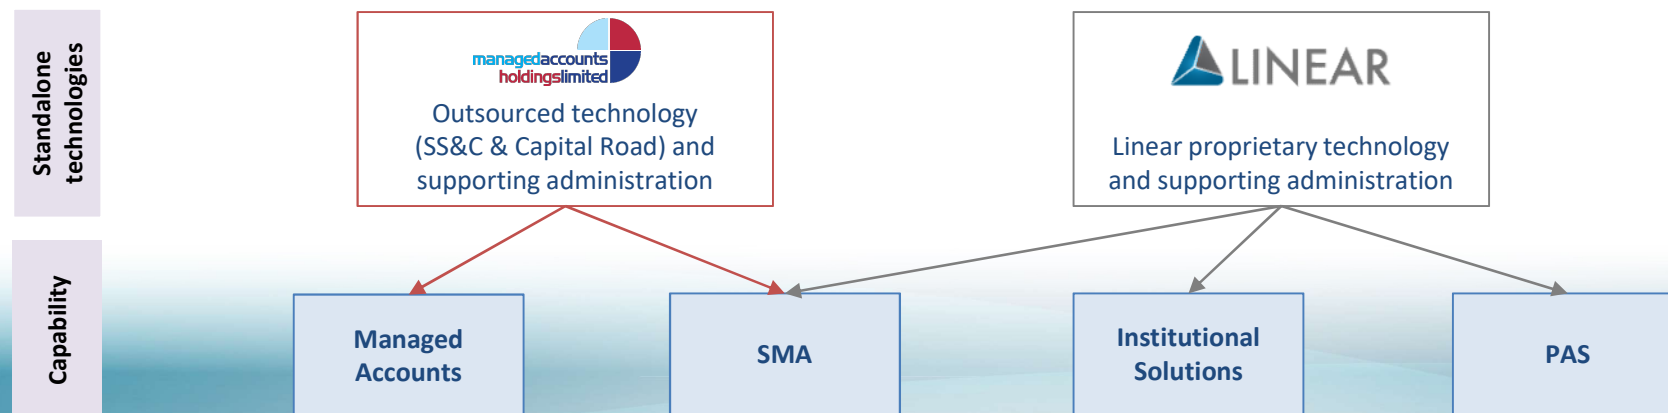 Standalone
technologies
managedaccounts
holdingslimited
Outsourced technology
(SS&C & Capital Road) and
supporting administration
LINEAR
Linear proprietary technology
and supporting administration
Capability
Managed
Accounts
SMA
Institutional
Solutions
PAS